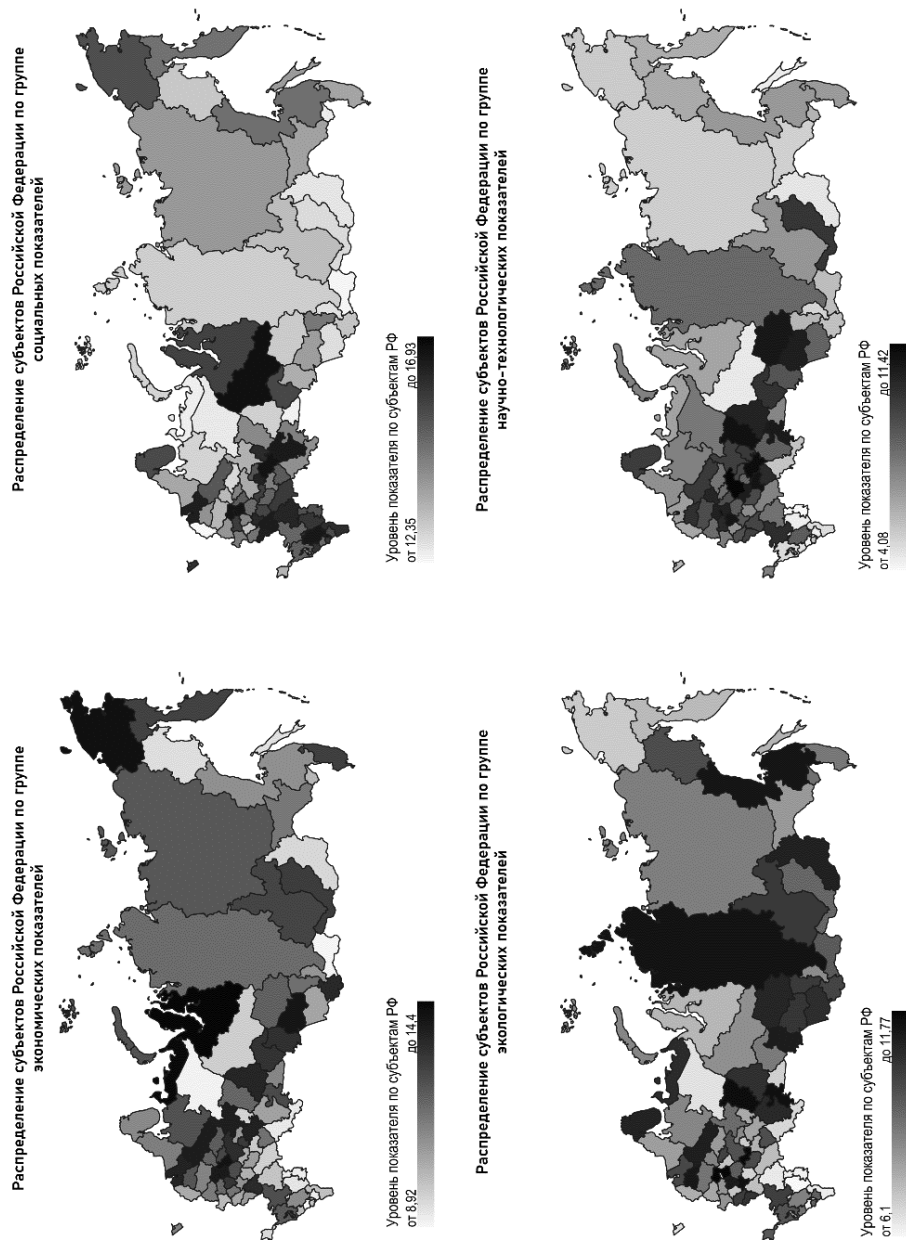 Распределение субъектов Российской Федерации по группе
экономических показателей
Уровень показателя по субъектам РФ
от 8,92
до 14.4
Распределение субъектов Российской Федерации по группе
социальных показателей
Уровень показателя по субъектам РФ
от 12,35
до 16,93
Распределение субъектов Российской Федерации по группе
экологических показателей
Уровень показателя по субъектам РФ
от 6,1
до 11,77
Распределение субъектов Российской Федерации по группе
научно-технологических показателей
Уровень показателя по субъектам РФ
от 4,08
до 11,42